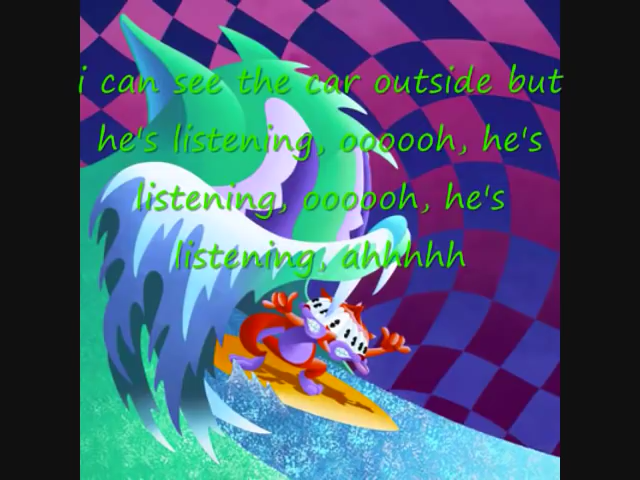 i can see the car outside but
he's listening, oooooh, he's
listening, oooooh, he's
listening, ahhhhh